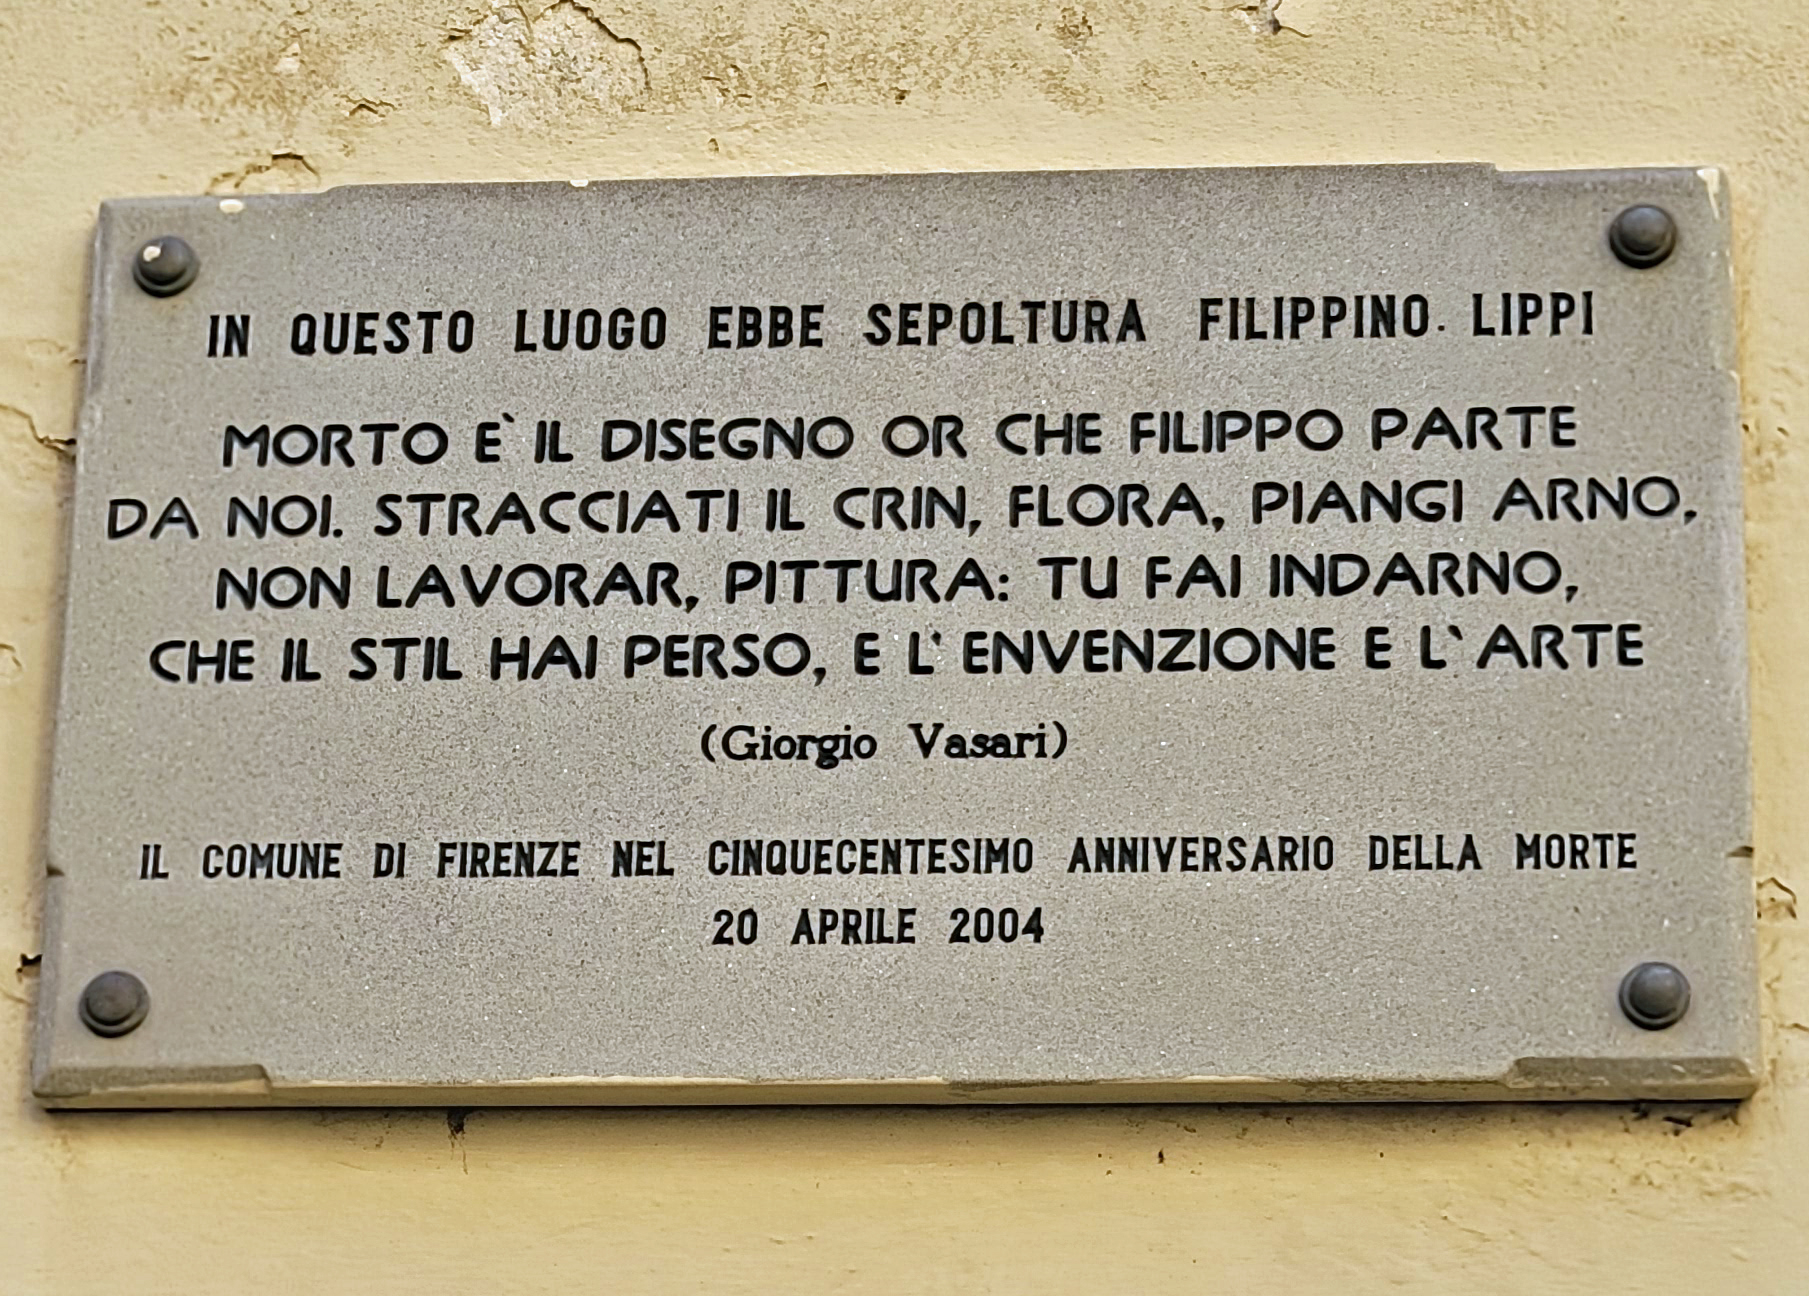 IN QUESTO LUOGO EBBE SEPOLTURA FILIPPINO. LIPPI
MORTO E` IL DISEGNO OR CHE FILIPPO PARTE
DA NOI. STRACCIATI IL CRIN, FLORA, PIANGI ARNO,
NON LAVORAR, PITTURA: TU FAI INDARNO,
CHE IL STIL HAI PERSO, E L' ENVENZIONE E L` ARTE
(Giorgio Vasari)
IL COMUNE DI FIRENZE NEL CINQUECENTESIMO ANNIVERSARIO DELLA MORTE
20 APRILE 2004